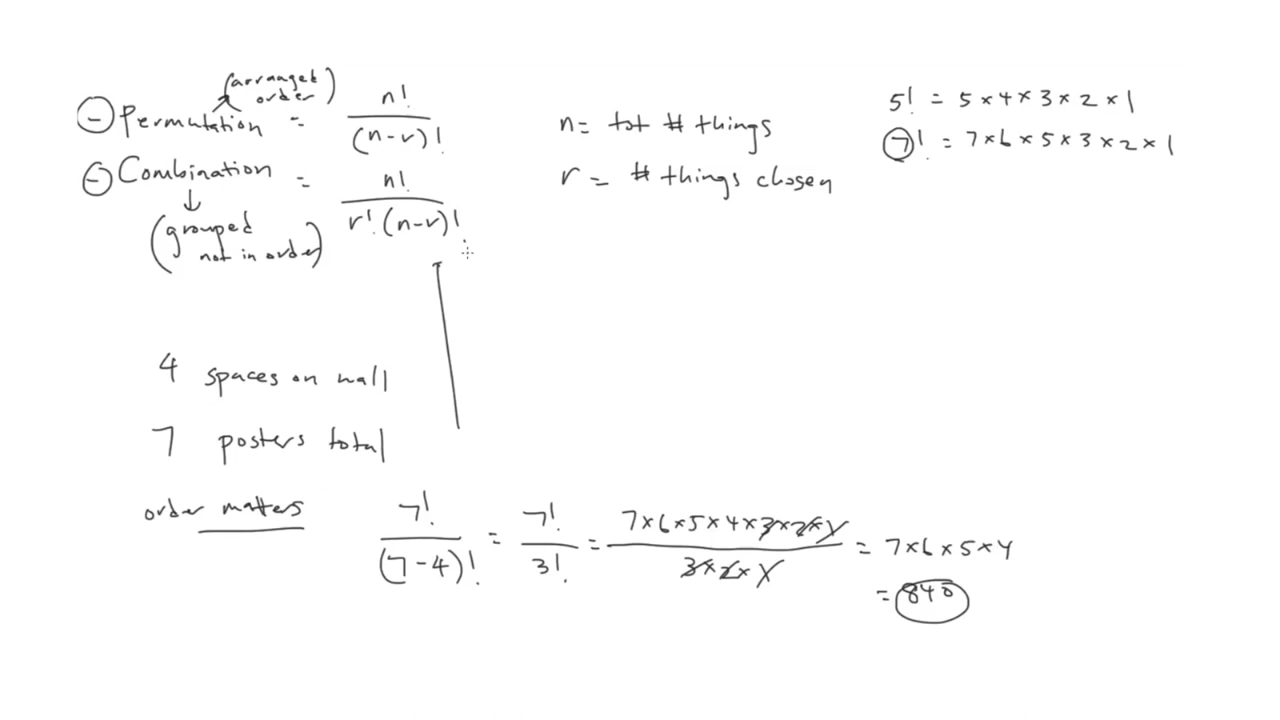 (arranged order)
⊖ Permutation = n! / (n-r)!
⊖ Combination = n! / r!(n-r)!
(grouped
not in order)
n = tot # things
r = # things chosen
5! = 5×4×3×2×1
7! = 7×6×5×3×2×1
4 spaces on wall
7 posters total
order matters
7! / (7-4)! = 7! / 3! = 7×6×5×4×3×2×1 / 3×2×1 = 7×6×5×4
= 840